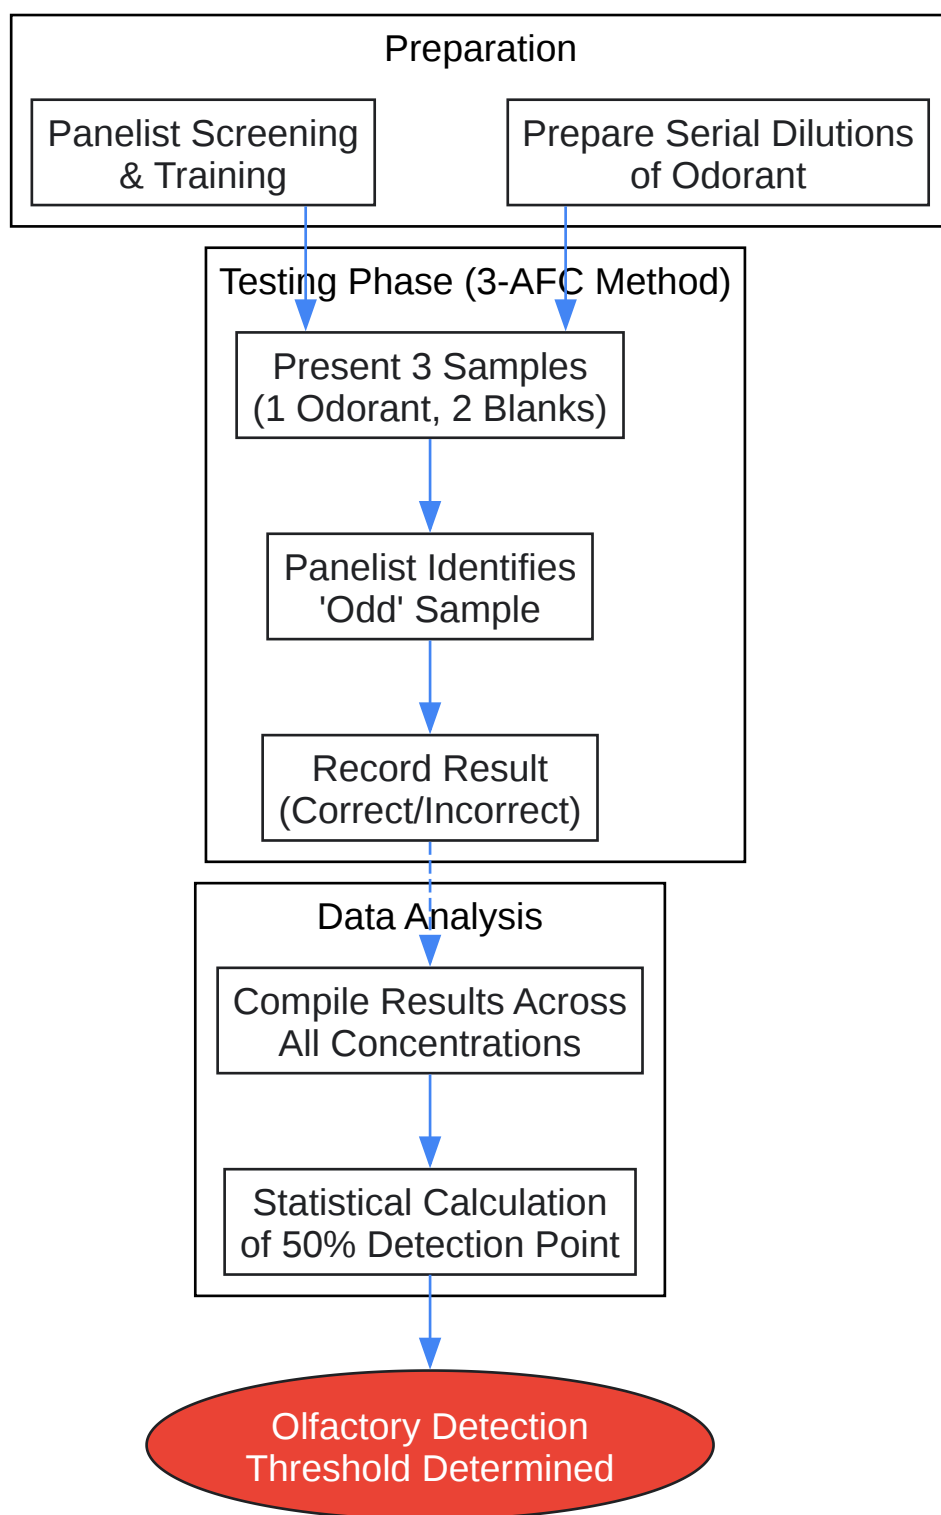 Preparation
Panelist Screening
& Training
Prepare Serial Dilutions
of Odorant
Testing Phase (3-AFC Method)
Present 3 Samples
(1 Odorant, 2 Blanks)
Panelist Identifies
'Odd' Sample
Record Result
(Correct/Incorrect)
Data Analysis
Compile Results Across
All Concentrations
Statistical Calculation
of 50% Detection Point
Olfactory Detection
Threshold Determined